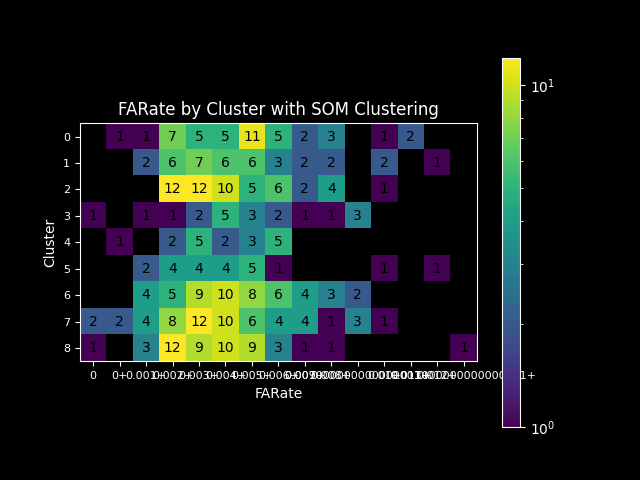 FARate by Cluster with SOM Clustering
10¹
0 1 1 7 5 5 11 5 2 3 1 2
1 2 6 7 6 6 3 2 2 2 1
2 12 12 10 5 6 2 4 1
3 1 1 1 2 5 3 2 1 1 3
4 1 2 5 2 3 5
5 2 4 4 4 5 1 1 1
6 4 5 9 10 8 6 4 3 2
7 2 2 4 8 12 10 6 4 4 1 3 1
8 1 3 12 9 10 9 3 1 1 1
Cluster
0 0+
FARate
10⁰